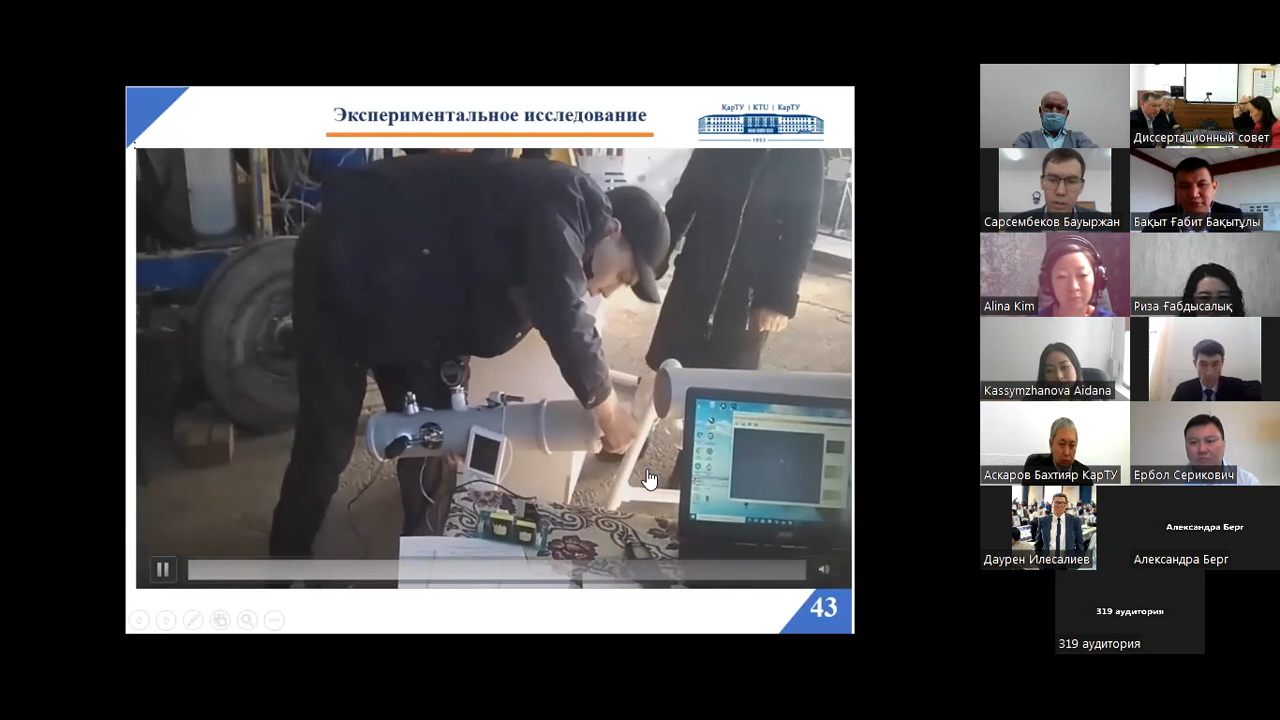 Экспериментальное исследование
ҚарТУ | KTU | КарТУ
1953
43
Диссертационный совет
Сарсембеков Бауыржан
Бақыт Ғабит Бақытұлы
Alina Kim
Риза Ғабдысалық
Kassymzhanova Aidana
Аскаров Бахтияр КарТУ
Ербол Серикович
Даурен Илесалиев
Александра Берг
Александра Берг
319 аудитория
319 аудитория